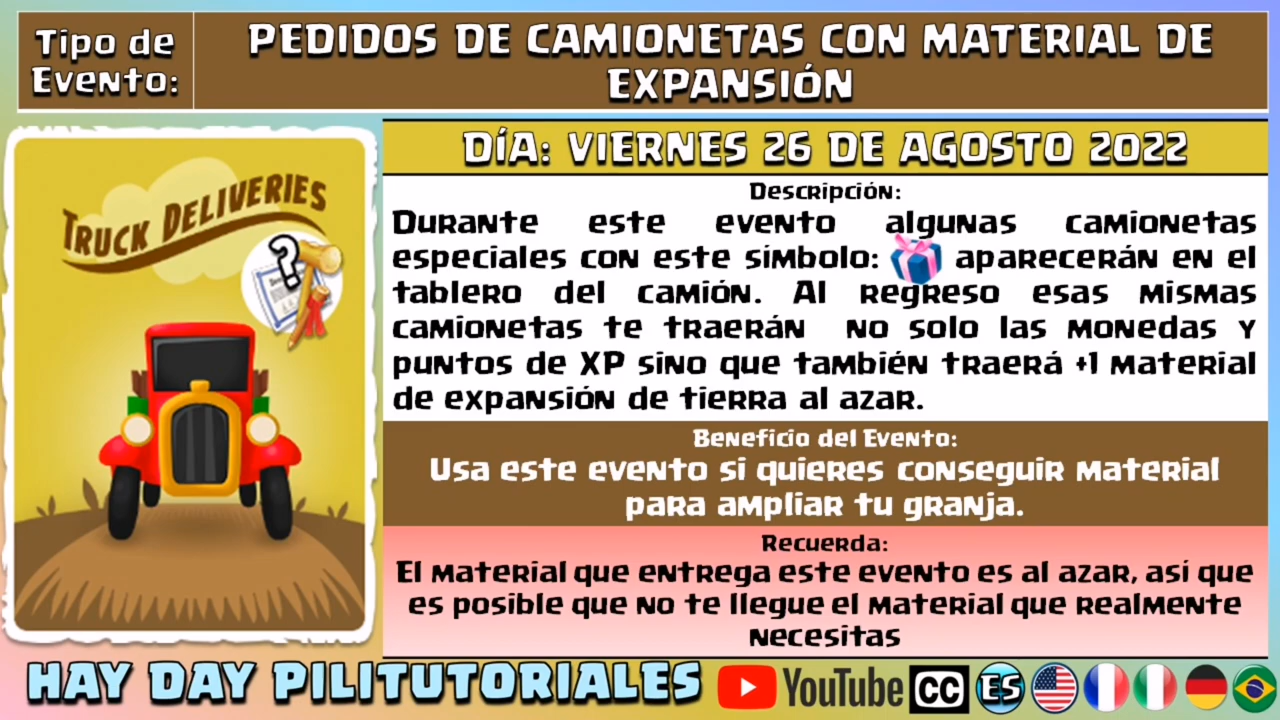 Tipo de
Evento:
PEDIDOS DE CAMIONETAS CON MATERIAL DE
EXPANSIÓN
TRUCK DELIVERIES
?
DÍA: VIERNES 26 DE AGOSTO 2022
Descripción:
Durante este evento algunas camionetas
especiales con este símbolo: aparecerán en el
tablero del camión. Al regreso esas mismas
camionetas te traerán no solo las monedas y
puntos de XP sino que también traerá +1 material
de expansión de tierra al azar.
Beneficio del Evento:
Usa este evento si quieres conseguir material
para ampliar tu granja.
Recuerda:
El material que entrega este evento es al azar, así que
es posible que no te llegue el material que realmente
necesitas
HAY DAY PILITUTORIALES YouTube CC ES